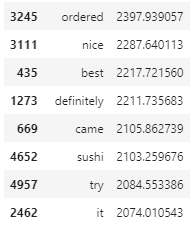 3245 ordered 2397.939057
3111 nice 2287.640113
435 best 2217.721560
1273 definitely 2211.735683
669 came 2105.862739
4652 sushi 2103.259676
4957 try 2084.553386
2462 it 2074.010543